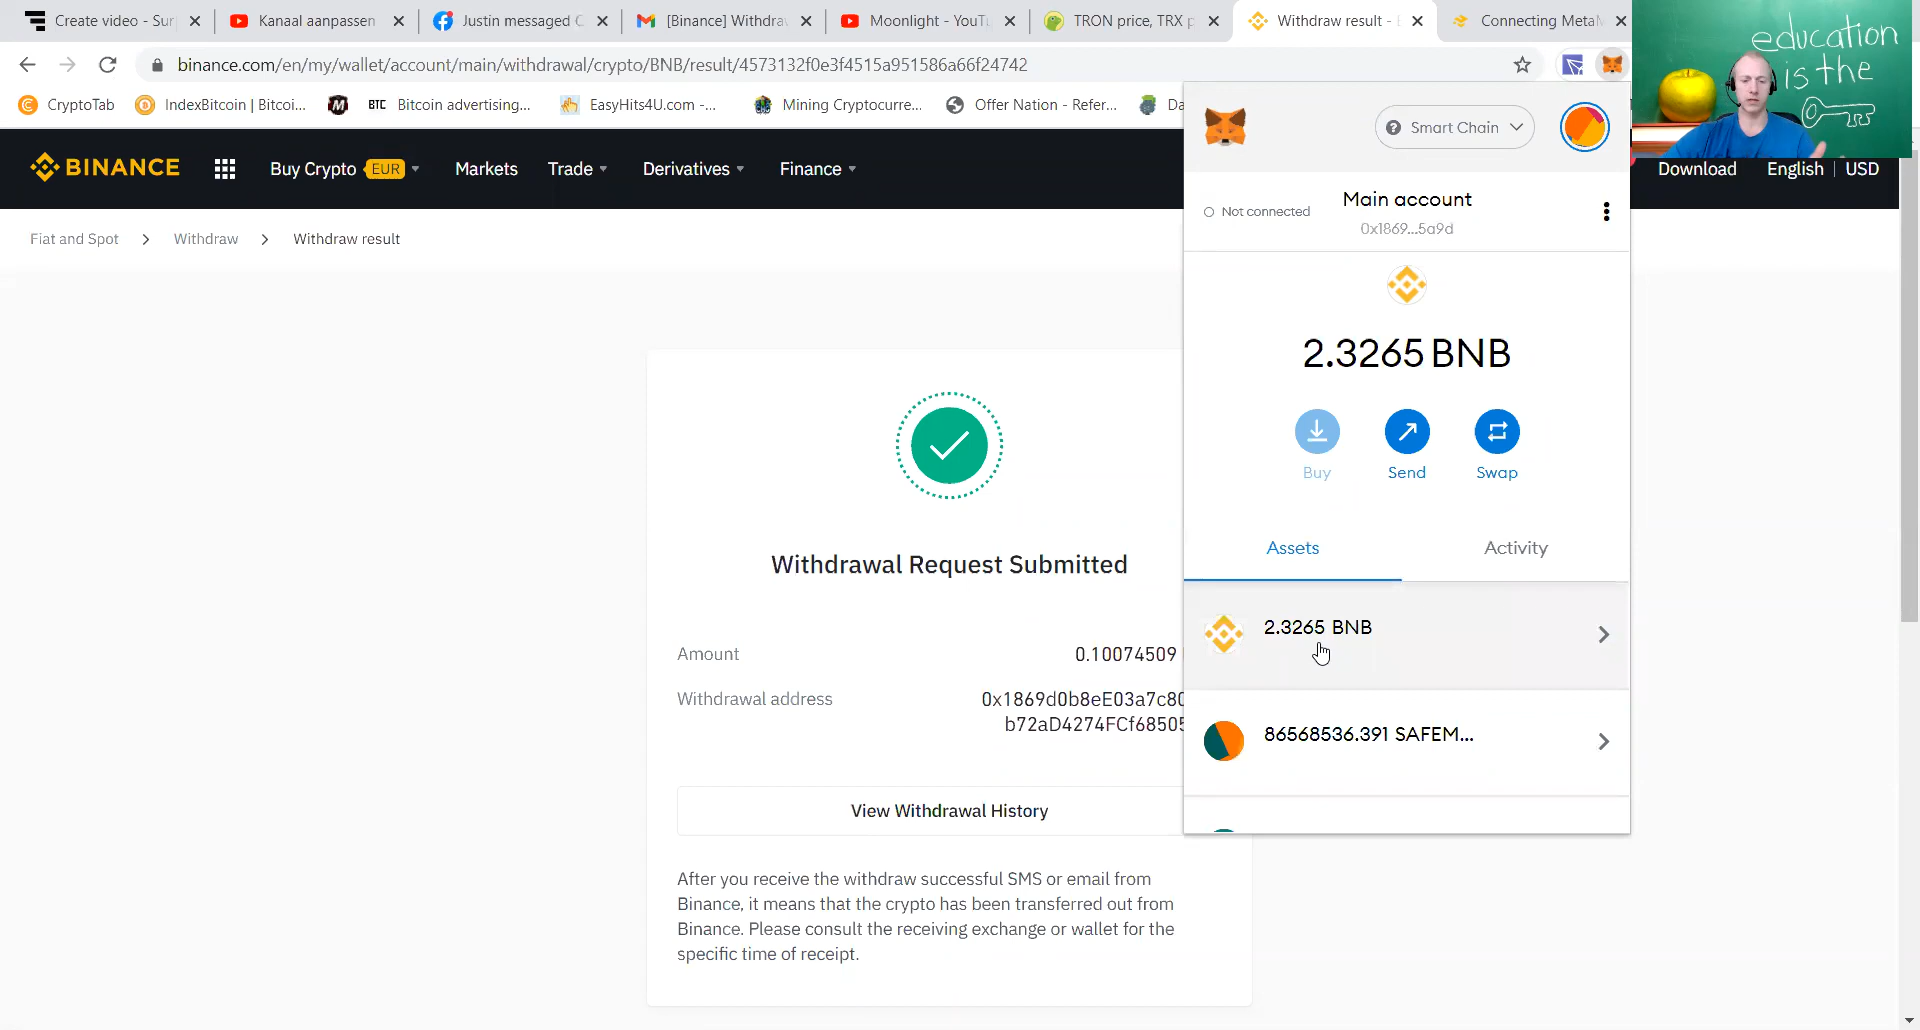 Create video - Sur
Kanaal aanpassen
Justin messaged
[Binance] Withdra
Moonlight - YouT
TRON price, TRX p
Withdraw result -
Connecting Meta
binance.com/en/my/wallet/account/main/withdrawal/crypto/BNB/result/4573132f0e3f4515a951586a66f24742
CryptoTab
IndexBitcoin | Bitcoi...
BTC Bitcoin advertising...
EasyHits4U.com -...
Mining Cryptocurre...
Offer Nation - Refer...
education
is the
BINANCE
Buy Crypto EUR
Markets
Trade
Derivatives
Finance
Download
English
USD
Fiat and Spot > Withdraw > Withdraw result
Smart Chain
Not connected
Main account
0x1869...5a9d
2.3265 BNB
Buy
Send
Swap
Assets
Activity
2.3265 BNB
86568536.391 SAFEM...
Withdrawal Request Submitted
Amount
0.10074509
Withdrawal address
0x1869d0b8eE03a7c80
b72aD4274FCf68505
View Withdrawal History
After you receive the withdraw successful SMS or email from
Binance, it means that the crypto has been transferred out from
Binance. Please consult the receiving exchange or wallet for the
specific time of receipt.